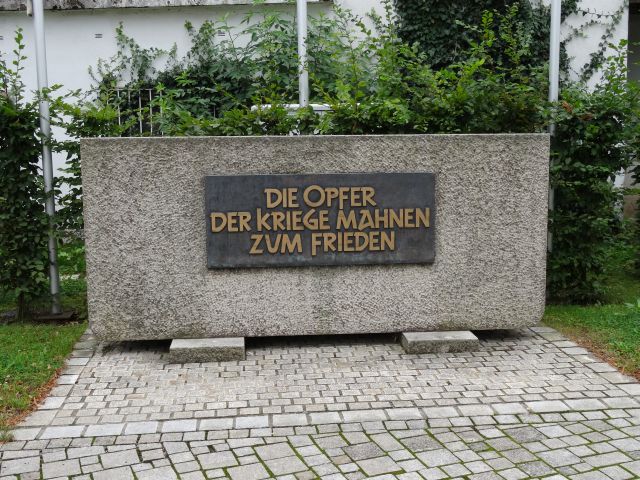 DIE OPFER
DER KRIEGE MAHNEN
ZUM FRIEDEN